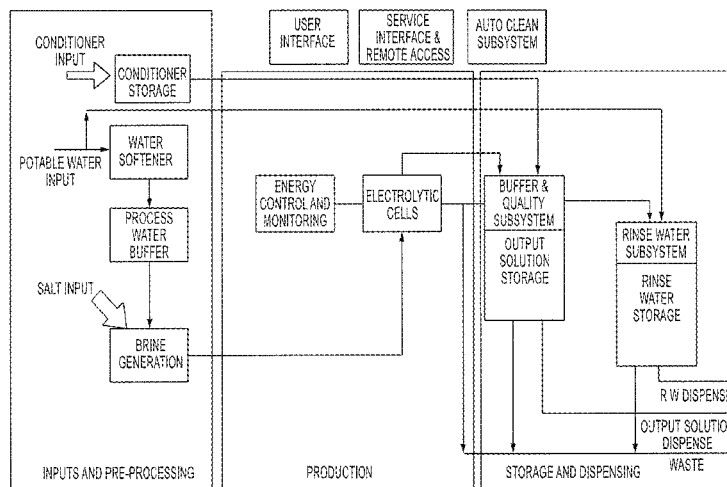 USER
INTERFACE
SERVICE
INTERFACE &
REMOTE ACCESS
AUTO CLEAN
SUBSYSTEM
CONDITIONER
INPUT
CONDITIONER
STORAGE
POTABLE WATER
INPUT
WATER
SOFTENER
PROCESS
WATER
BUFFER
SALT INPUT
BRINE
GENERATION
INPUTS AND PRE-PROCESSING
ENERGY
CONTROL AND
MONITORING
ELECTROLYTIC
CELLS
PRODUCTION
BUFFER &
QUALITY
SUBSYSTEM
OUTPUT
SOLUTION
STORAGE
RINSE WATER
SUBSYSTEM
RINSE
WATER
STORAGE
R W DISPENSE
OUTPUT SOLUTION
DISPENSE
WASTE
STORAGE AND DISPENSING